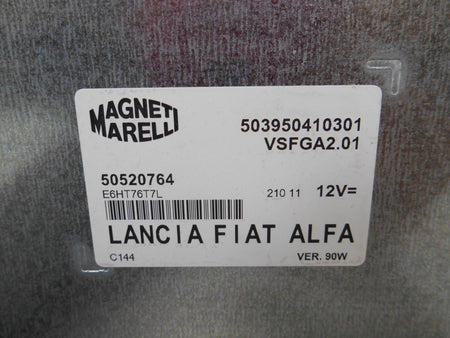 MAGNETI
MARELLI
503950410301
VSFGA2.01
50520764
E6HT76T7L
210 11 12V=
LANCIA FIAT ALFA
C144
VER. 90W